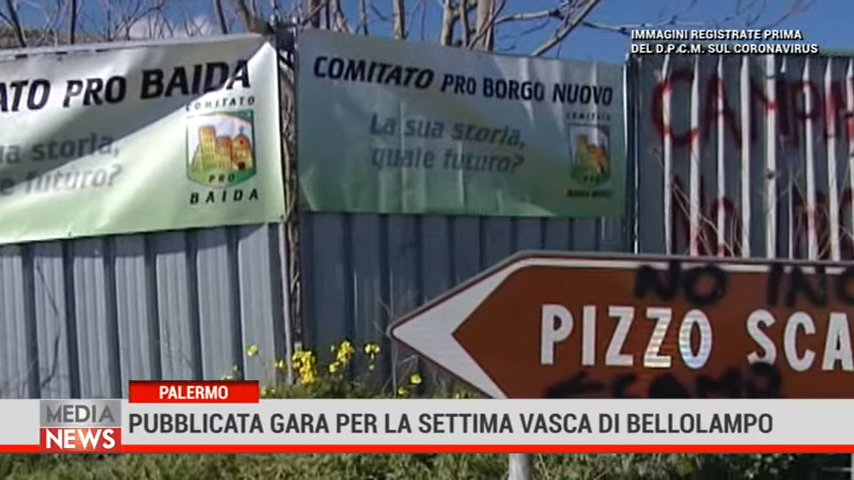 IMMAGINI REGISTRATE PRIMA
DEL D.P.C.M. SUL CORONAVIRUS
ATO PRO BAIDA
COMITATO
PRO
BAIDA
storia,
futuro?
COMITATO PRO BORGO NUOVO
La sua storia,
quale futuro?
COMITATO
PRO
BORGO NUOVO
NO INC
PIZZO SCA
PALERMO
MEDIA
NEWS
PUBBLICATA GARA PER LA SETTIMA VASCA DI BELLOLAMPO